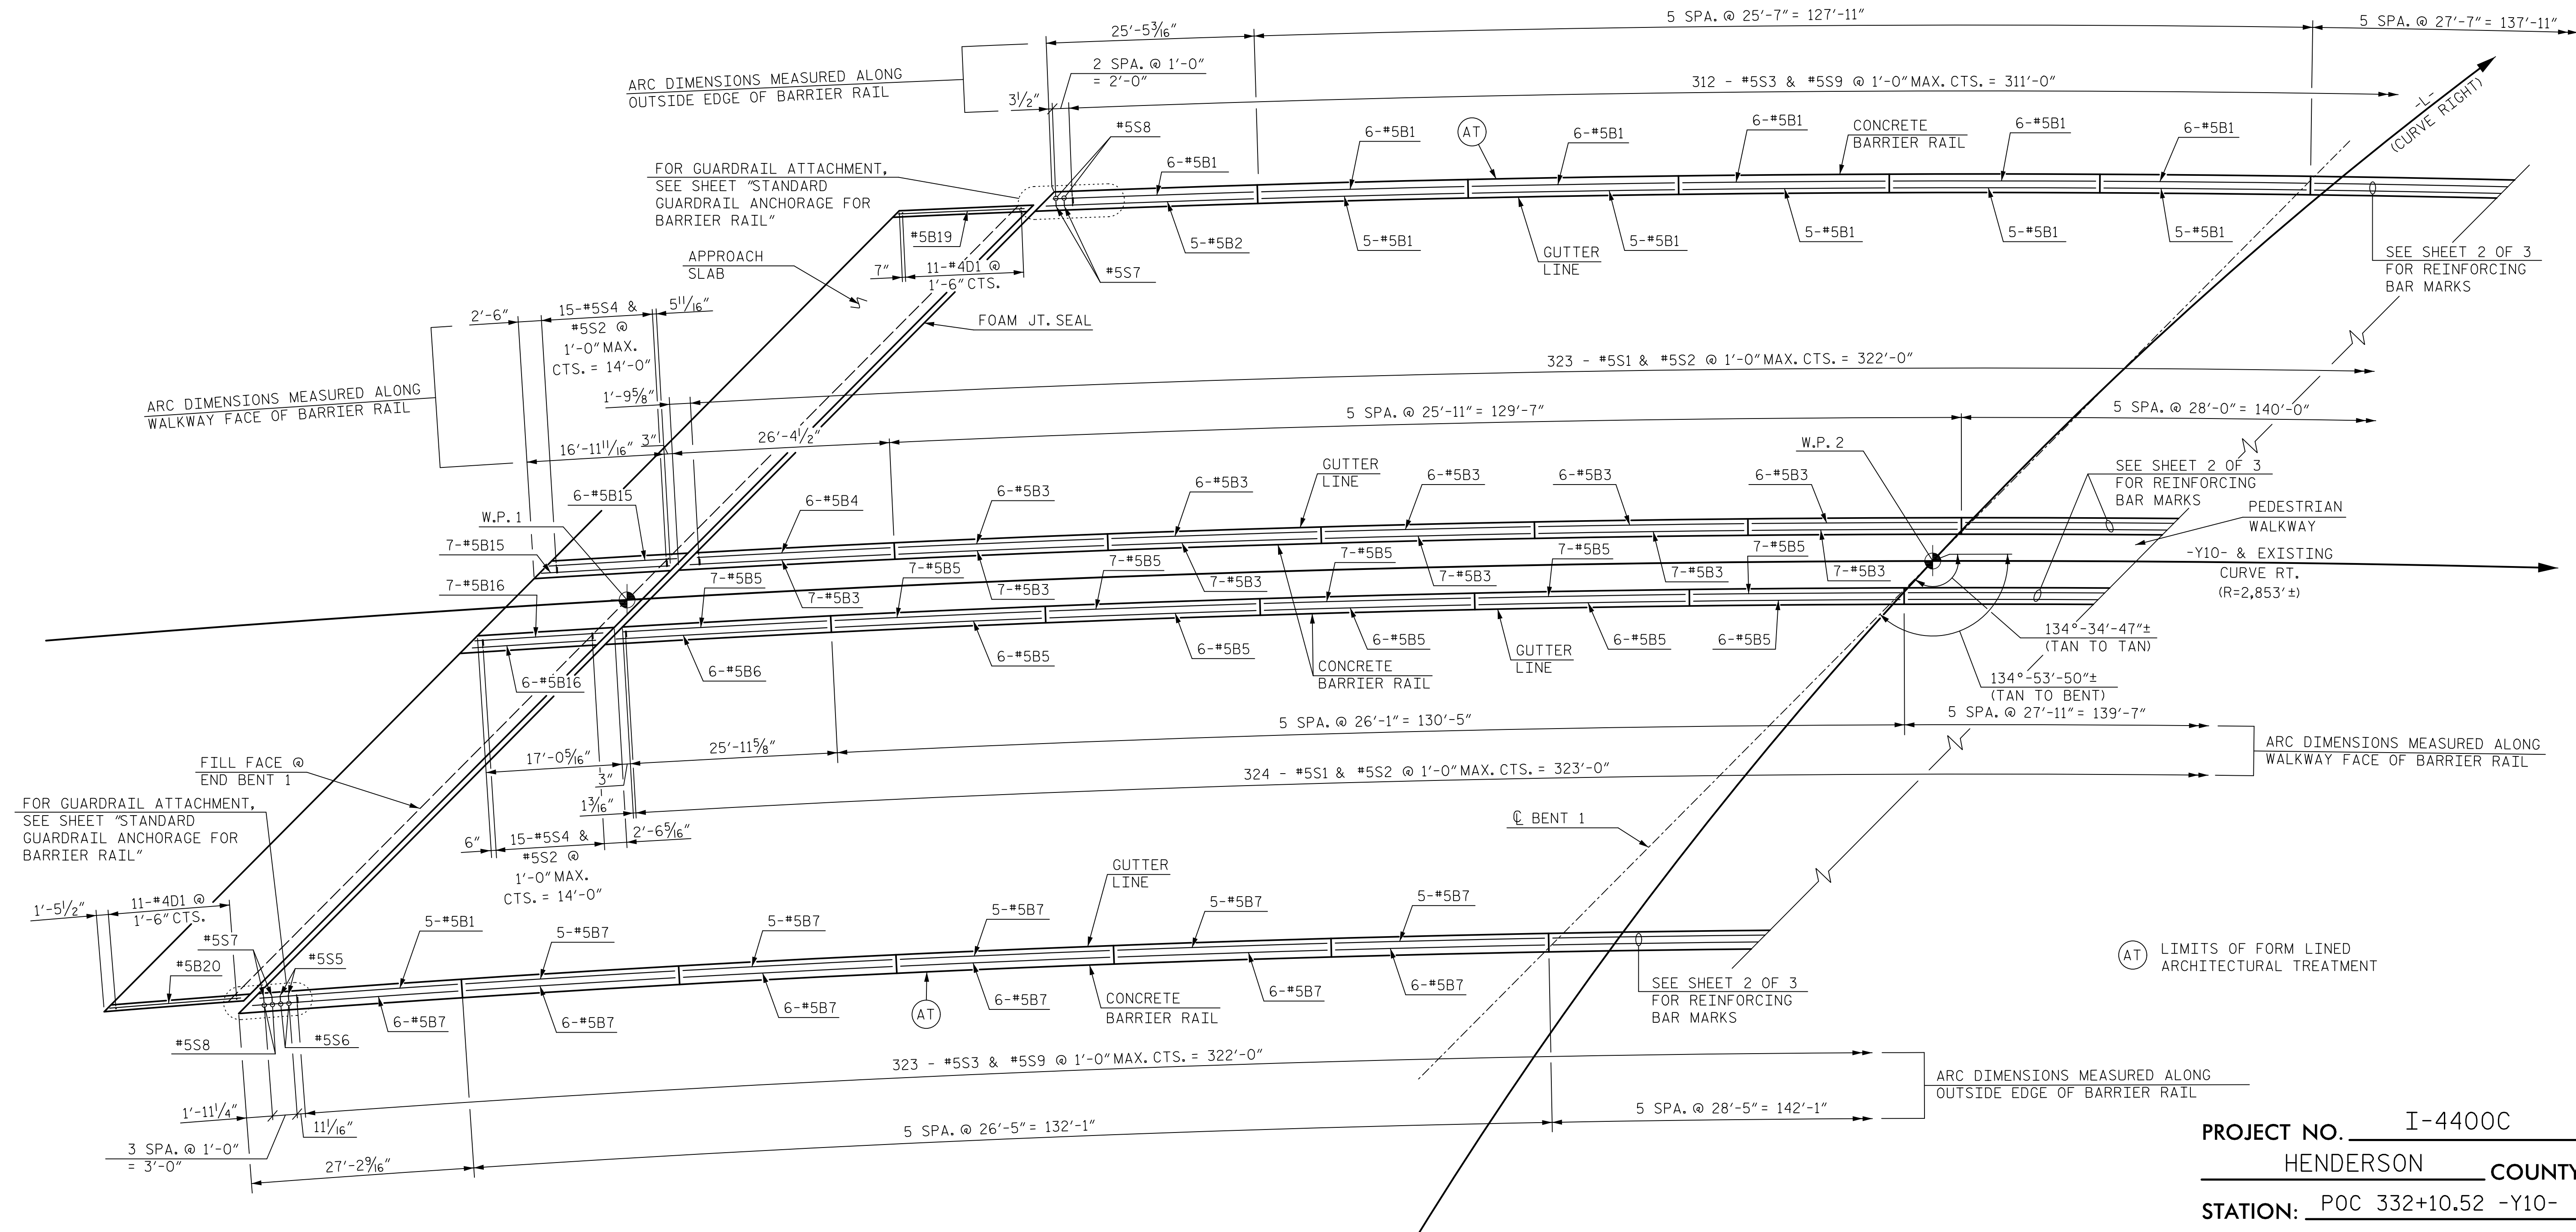 25'-5 3/16"
5 SPA. @ 25'-7" = 127'-11"
5 SPA. @ 27'-7" = 137'-11"
ARC DIMENSIONS MEASURED ALONG
OUTSIDE EDGE OF BARRIER RAIL
2 SPA. @ 1'-0"
= 2'-0"
3 1/2"
312 - #5S3 & #5S9 @ 1'-0" MAX. CTS. = 311'-0"
-L-
(CURVE RIGHT)
#5S8
6-#5B1
6-#5B1
AT
6-#5B1
6-#5B1
CONCRETE
BARRIER RAIL
6-#5B1
6-#5B1
FOR GUARDRAIL ATTACHMENT,
SEE SHEET "STANDARD
GUARDRAIL ANCHORAGE FOR
BARRIER RAIL"
#5B19
APPROACH
SLAB
7"
11-#4D1 @
1'-6" CTS.
#5S7
5-#5B2
5-#5B1
GUTTER
LINE
5-#5B1
5-#5B1
5-#5B1
5-#5B1
SEE SHEET 2 OF 3
FOR REINFORCING
BAR MARKS
2'-6"
15-#5S4 &
#5S2 @
1'-0" MAX.
CTS. = 14'-0"
5 11/16"
FOAM JT. SEAL
ARC DIMENSIONS MEASURED ALONG
WALKWAY FACE OF BARRIER RAIL
323 - #5S1 & #5S2 @ 1'-0" MAX. CTS. = 322'-0"
1'-9 5/8"
5 SPA. @ 25'-11" = 129'-7"
5 SPA. @ 28'-0" = 140'-0"
16'-11 11/16"
3"
26'-4 1/2"
W.P. 2
6-#5B15
6-#5B4
6-#5B3
6-#5B3
GUTTER
LINE
6-#5B3
6-#5B3
6-#5B3
SEE SHEET 2 OF 3
FOR REINFORCING
BAR MARKS
PEDESTRIAN
WALKWAY
W.P. 1
7-#5B15
7-#5B16
7-#5B5
7-#5B3
7-#5B5
7-#5B3
7-#5B5
7-#5B3
7-#5B5
7-#5B3
7-#5B5
7-#5B3
7-#5B5
7-#5B3
-Y10- & EXISTING
CURVE RT.
(R=2,853'±)
6-#5B16
6-#5B6
6-#5B5
6-#5B5
CONCRETE
BARRIER RAIL
6-#5B5
GUTTER
LINE
6-#5B5
6-#5B5
134°-34'-47"±
(TAN TO TAN)
134°-53'-50"±
(TAN TO BENT)
5 SPA. @ 26'-1" = 130'-5"
5 SPA. @ 27'-11" = 139'-7"
17'-0 5/16"
3"
25'-11 5/8"
ARC DIMENSIONS MEASURED ALONG
WALKWAY FACE OF BARRIER RAIL
FILL FACE @
END BENT 1
324 - #5S1 & #5S2 @ 1'-0" MAX. CTS. = 323'-0"
1 3/16"
6"
15-#5S4 &
#5S2 @
1'-0" MAX.
CTS. = 14'-0"
2'-6 5/16"
℄ BENT 1
FOR GUARDRAIL ATTACHMENT,
SEE SHEET "STANDARD
GUARDRAIL ANCHORAGE FOR
BARRIER RAIL"
1'-5 1/2"
11-#4D1 @
1'-6" CTS.
#5S7
#5B20
#5S5
5-#5B1
5-#5B7
5-#5B7
GUTTER
LINE
5-#5B7
5-#5B7
5-#5B7
AT
LIMITS OF FORM LINED
ARCHITECTURAL TREATMENT
#5S8
#5S6
6-#5B7
6-#5B7
6-#5B7
AT
6-#5B7
CONCRETE
BARRIER RAIL
6-#5B7
6-#5B7
SEE SHEET 2 OF 3
FOR REINFORCING
BAR MARKS
323 - #5S3 & #5S9 @ 1'-0" MAX. CTS. = 322'-0"
ARC DIMENSIONS MEASURED ALONG
OUTSIDE EDGE OF BARRIER RAIL
1'-11 1/4"
11/16"
3 SPA. @ 1'-0"
= 3'-0"
27'-2 9/16"
5 SPA. @ 26'-5" = 132'-1"
5 SPA. @ 28'-5" = 142'-1"
PROJECT NO. I-4400C
HENDERSON COUNTY
STATION: POC 332+10.52 -Y10-